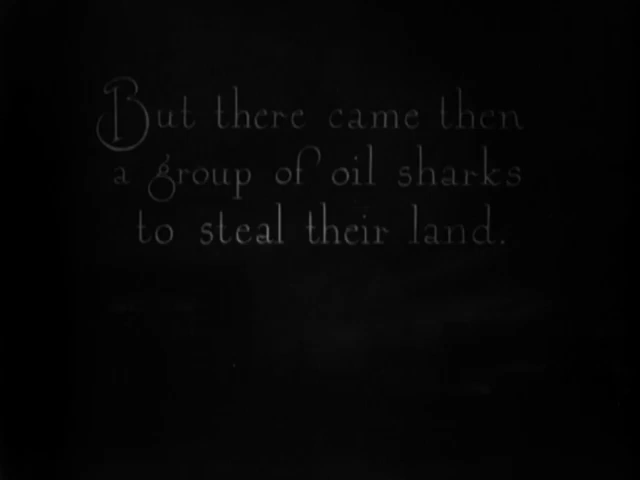 But there came then
a group of oil sharks
to steal their land.